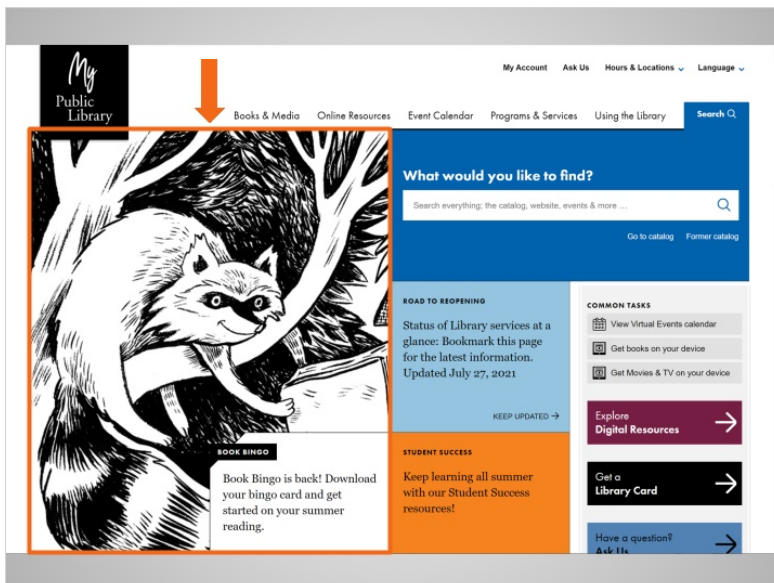 My
Public
Library
My Account Ask Us Hours & Locations Language
Books & Media Online Resources Event Calendar Programs & Services Using the Library Search
What would you like to find?
Search everything; the catalog, website, events & more ...
Go to catalog Former catalog
ROAD TO REOPENING
Status of Library services at a
glance: Bookmark this page
for the latest information.
Updated July 27, 2021
KEEP UPDATED →
COMMON TASKS
View Virtual Events calendar
Get books on your device
Get Movies & TV on your device
Explore
Digital Resources
BOOK BINGO
Book Bingo is back! Download
your bingo card and get
started on your summer
reading.
STUDENT SUCCESS
Keep learning all summer
with our Student Success
resources!
Get a
Library Card
Have a question?
Ask Us